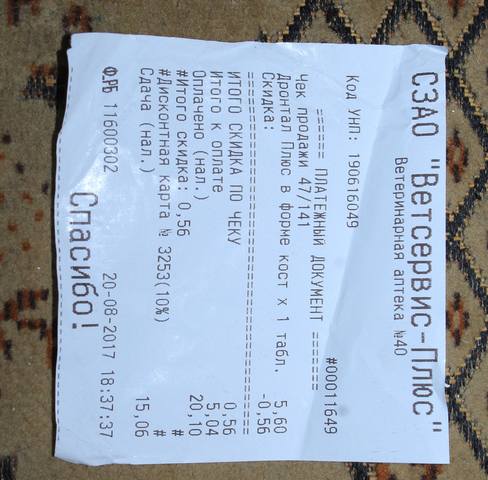 СЗАО "Ветсервис-Плюс"
Ветеринарная аптека №40
Код УНП: 190616049 #00011649
====== ПЛАТЕЖНЫЙ ДОКУМЕНТ ======
Чек продажи 47/141
Дронтал Плюс в форме кост х 1 табл. 5,60
Скидка: -0,56
================================
ИТОГО СКИДКА ПО ЧЕКУ 0,56
Итого к оплате 5,04
Оплачено (нал.) 20,10
#Итого скидка: 0,56 #
#Дисконтная карта № 3253(10%) #
Сдача (нал.) 15,06
ФРБ 11600302 20-08-2017 18:37:37
Спасибо!